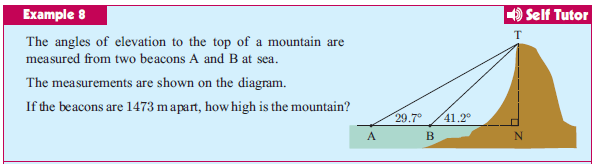 Example 8
Self Tutor
The angles of elevation to the top of a mountain are
measured from two beacons A and B at sea.
The measurements are shown on the diagram.
If the beacons are 1473 m apart, how high is the mountain?
T
29.7°
41.2°
A
B
N